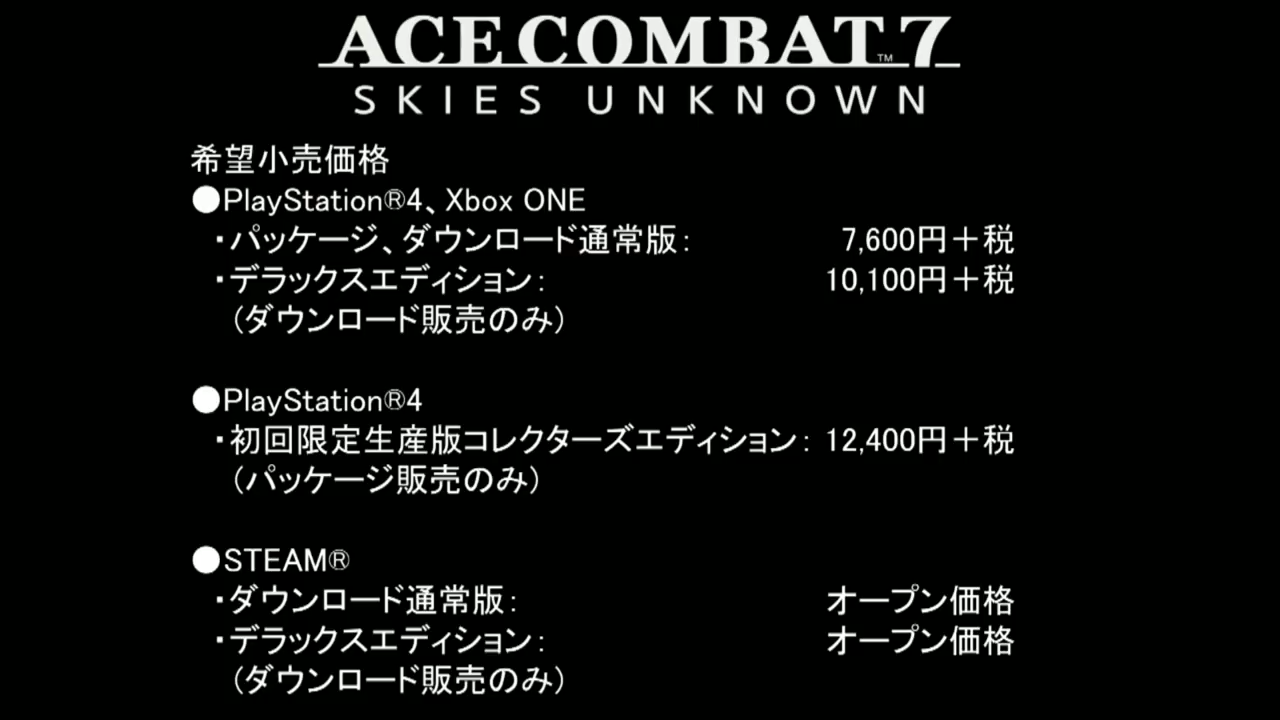 ACE COMBAT™ 7
SKIES UNKNOWN
希望小売価格
●PlayStation®4、Xbox ONE
・パッケージ、ダウンロード通常版： 7,600円＋税
・デラックスエディション： 10,100円＋税
（ダウンロード販売のみ）
●PlayStation®4
・初回限定生産版コレクターズエディション： 12,400円＋税
（パッケージ販売のみ）
●STEAM®
・ダウンロード通常版： オープン価格
・デラックスエディション： オープン価格
（ダウンロード販売のみ）